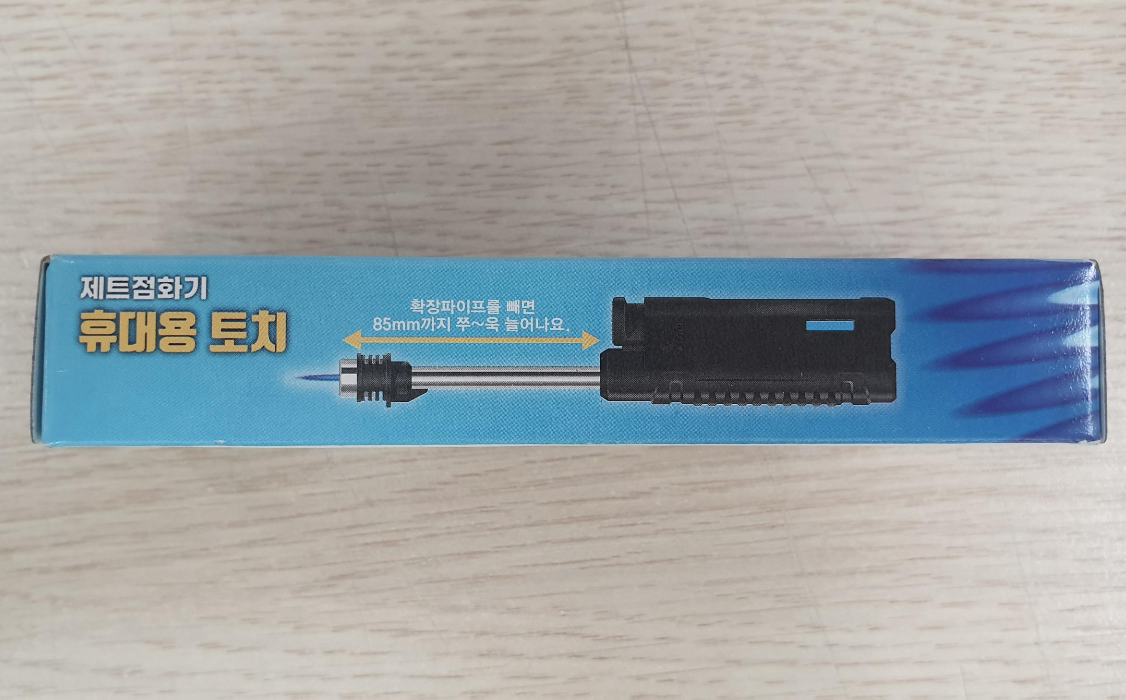 제트점화기
휴대용 토치
확장파이프를 빼면
85mm까지 쭈~욱 늘어나요.